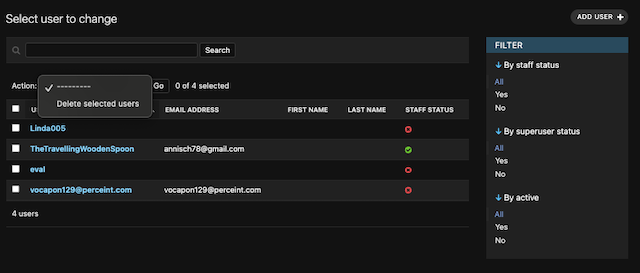 Select user to change
ADD USER +
Search
Action:
---------
Delete selected users
Go
0 of 4 selected
EMAIL ADDRESS FIRST NAME LAST NAME STAFF STATUS
Linda005
TheTravellingWoodenSpoon annisch78@gmail.com
eval
vocapon129@perceint.com vocapon129@perceint.com
4 users
FILTER
↓ By staff status
All
Yes
No
↓ By superuser status
All
Yes
No
↓ By active
All
Yes
No